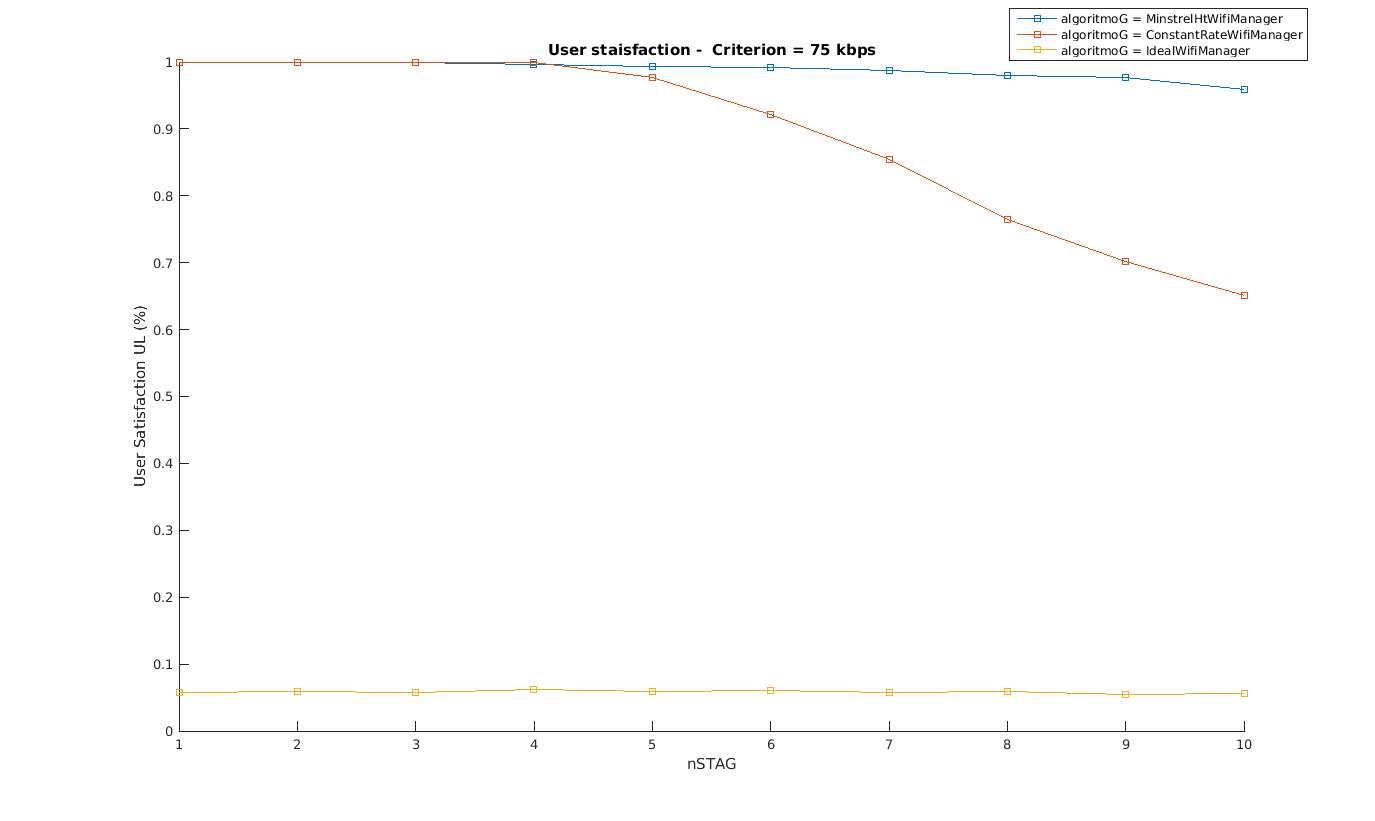 algoritmoG = MinstrelHtWifiManager
algoritmoG = ConstantRateWifiManager
algoritmoG = IdealWifiManager
User staisfaction -  Criterion = 75 kbps
User Satisfaction UL (%)
1
0.9
0.8
0.7
0.6
0.5
0.4
0.3
0.2
0.1
0
1 2 3 4 5 6 7 8 9 10
nSTAG